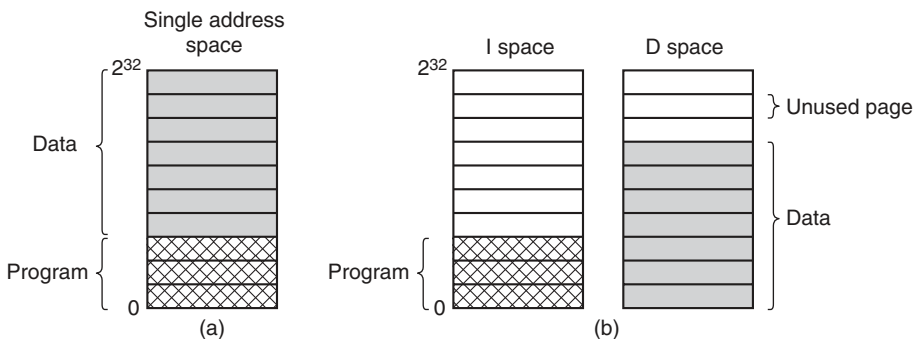 Single address
space
2³²
Data
Program
0
(a)
I space
D space
2³²
Unused page
Data
Program
0
(b)